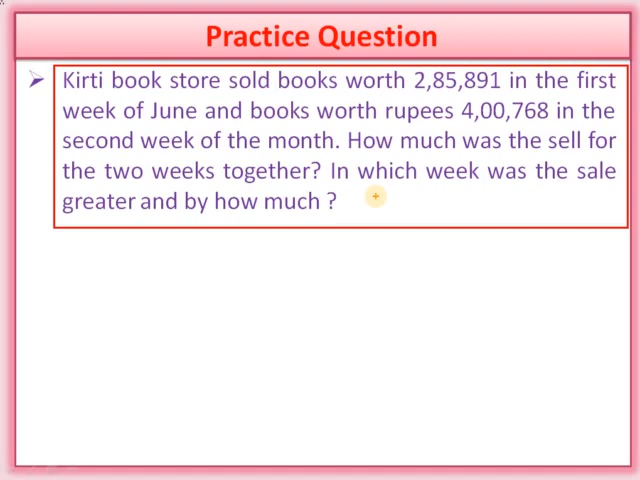 Practice Question
Kirti book store sold books worth 2,85,891 in the first
week of June and books worth rupees 4,00,768 in the
second week of the month. How much was the sell for
the two weeks together? In which week was the sale
greater and by how much ?